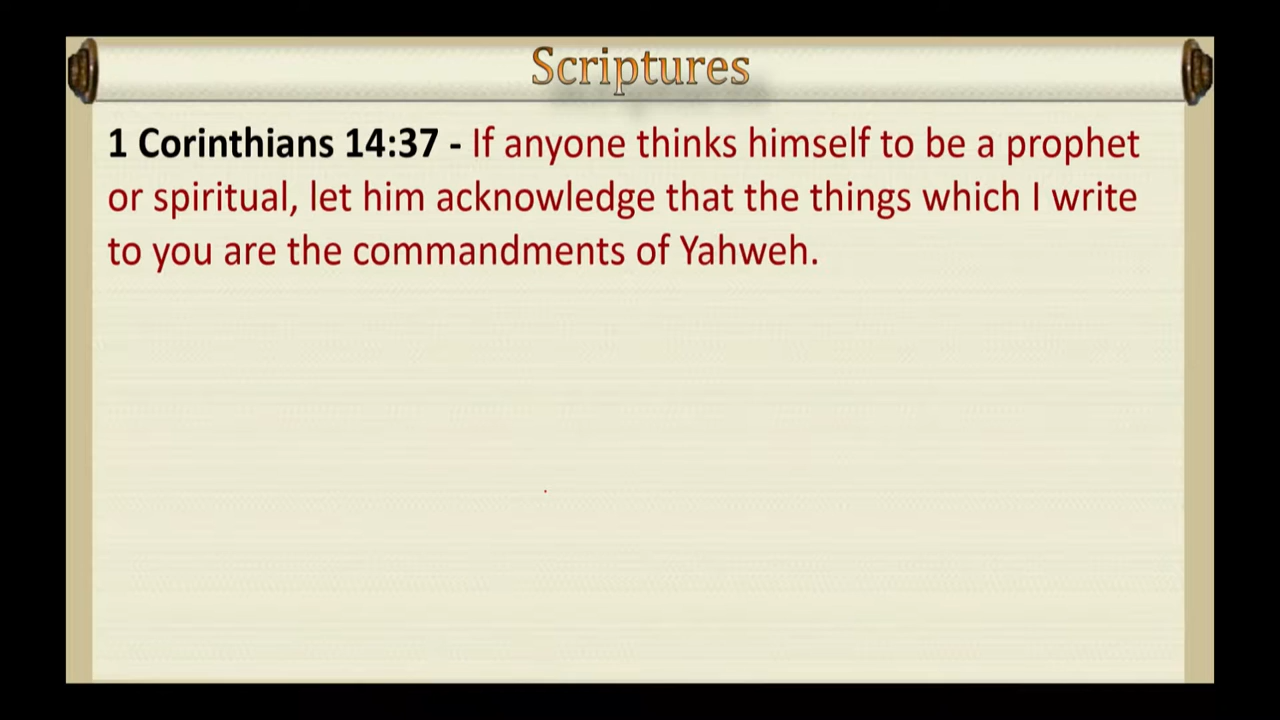 Scriptures
1 Corinthians 14:37 - If anyone thinks himself to be a prophet
or spiritual, let him acknowledge that the things which I write
to you are the commandments of Yahweh.